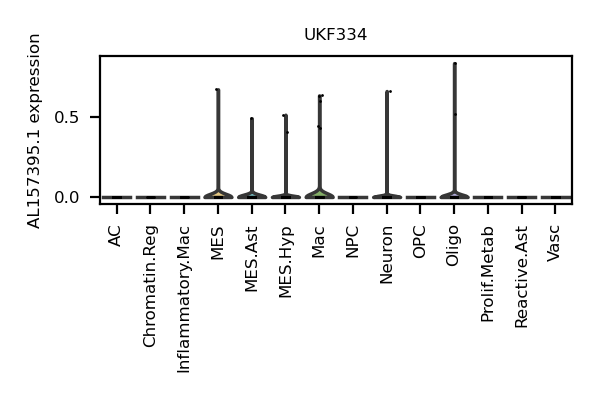 UKF334
AL157395.1 expression
0.5
0.0
AC
Chromatin.Reg
Inflammatory.Mac
MES
MES.Ast
MES.Hyp
Mac
NPC
Neuron
OPC
Oligo
Prolif.Metab
Reactive.Ast
Vasc